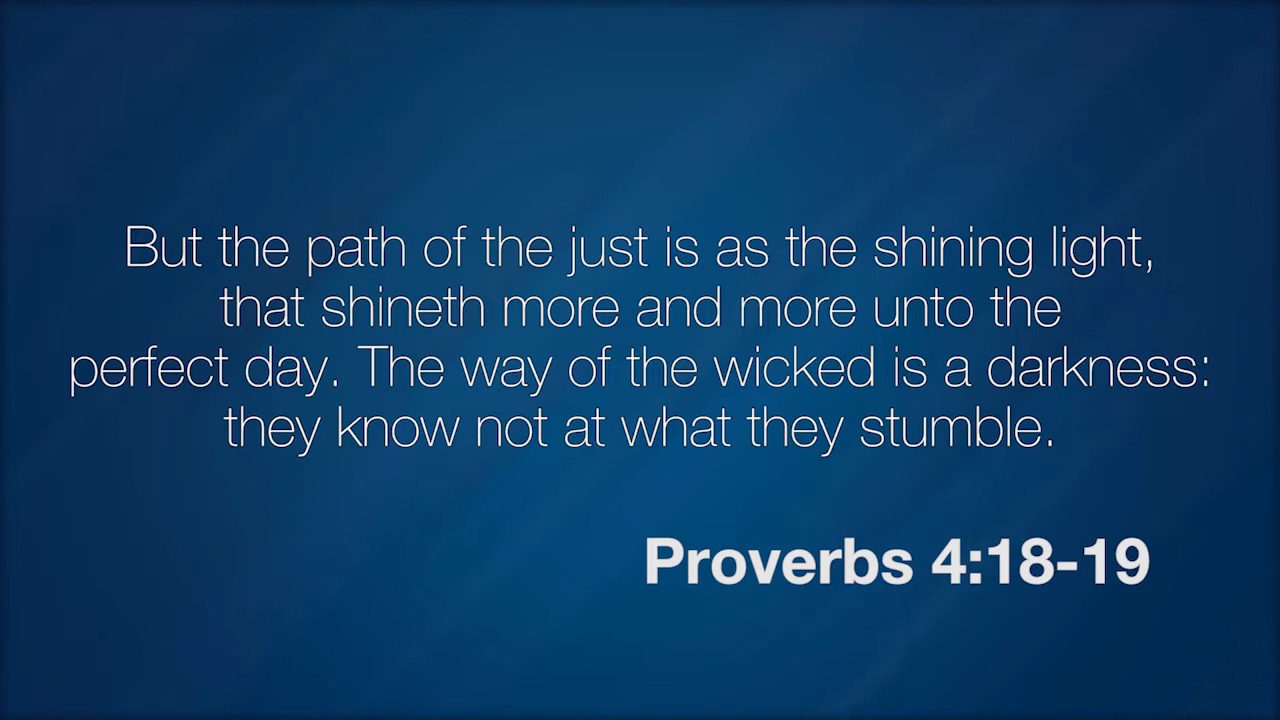 But the path of the just is as the shining light,
that shineth more and more unto the
perfect day. The way of the wicked is a darkness:
they know not at what they stumble.
Proverbs 4:18-19